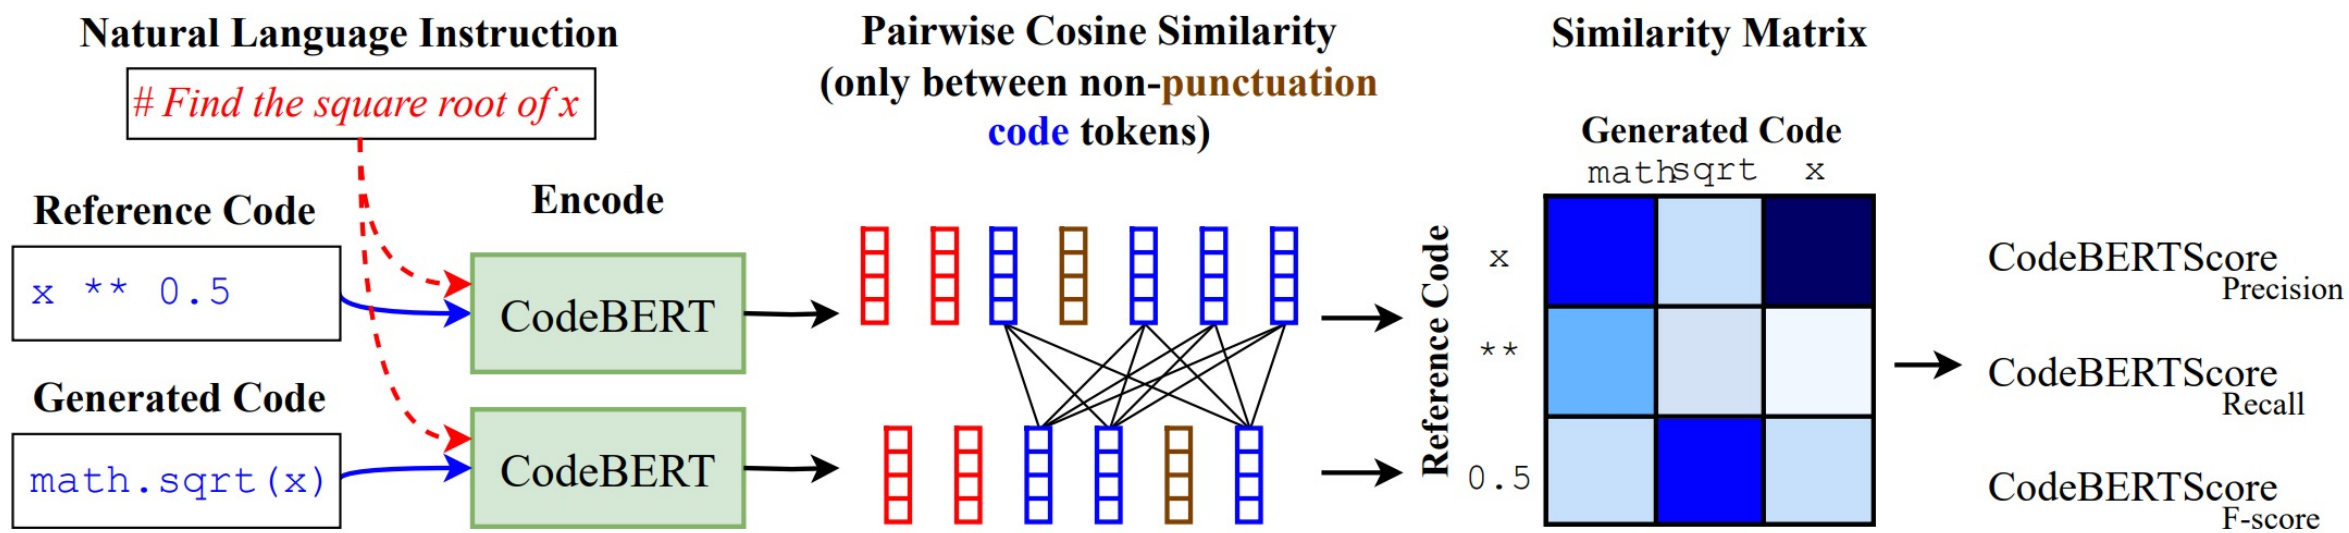 Natural Language Instruction
# Find the square root of x
Reference Code
x ** 0.5
Generated Code
math.sqrt(x)
Encode
CodeBERT
CodeBERT
Pairwise Cosine Similarity
(only between non-punctuation
code tokens)
Similarity Matrix
Generated Code
math sqrt x
Reference Code
x
**
0.5
CodeBERTScore
Precision
CodeBERTScore
Recall
CodeBERTScore
F-score